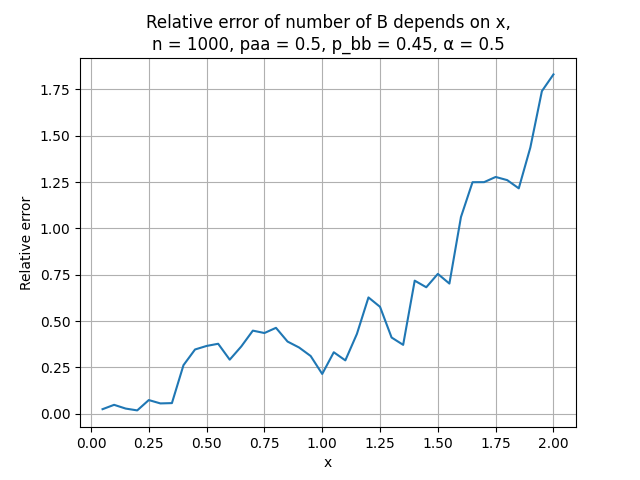 Relative error of number of B depends on x,
n = 1000, paa = 0.5, p_bb = 0.45, α = 0.5
1.75
1.50
1.25
1.00
0.75
0.50
0.25
0.00
Relative error
0.00 0.25 0.50 0.75 1.00 1.25 1.50 1.75 2.00
x